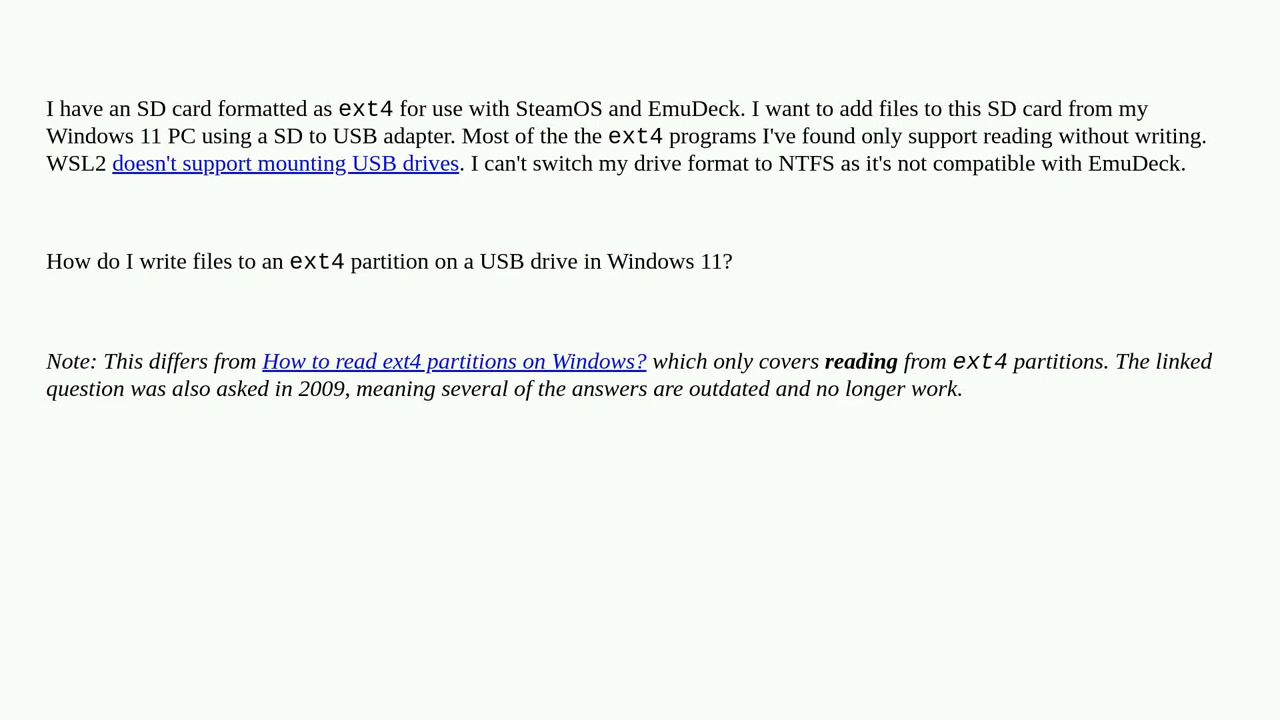 I have an SD card formatted as ext4 for use with SteamOS and EmuDeck. I want to add files to this SD card from my
Windows 11 PC using a SD to USB adapter. Most of the the ext4 programs I've found only support reading without writing.
WSL2 doesn't support mounting USB drives. I can't switch my drive format to NTFS as it's not compatible with EmuDeck.
How do I write files to an ext4 partition on a USB drive in Windows 11?
Note: This differs from How to read ext4 partitions on Windows? which only covers reading from ext4 partitions. The linked
question was also asked in 2009, meaning several of the answers are outdated and no longer work.